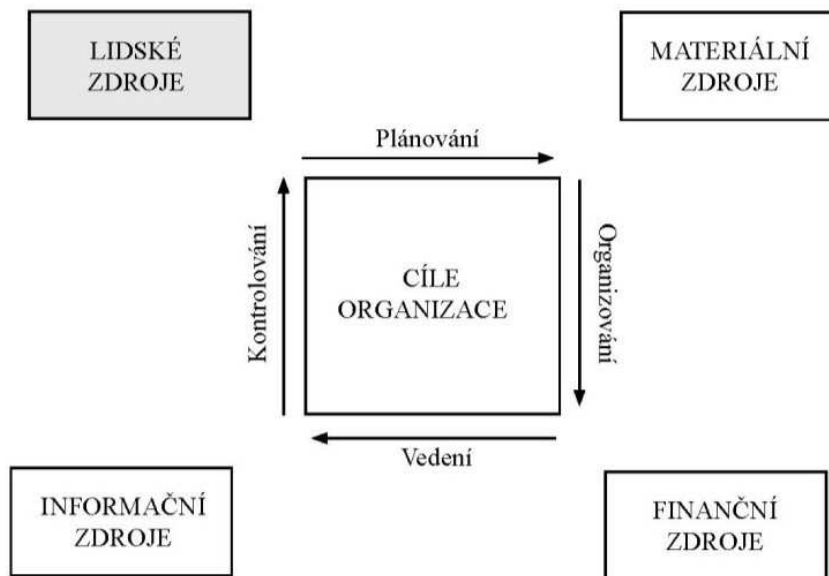 LIDSKÉ
ZDROJE
MATERIÁLNÍ
ZDROJE
Plánování
Kontrolování
CÍLE
ORGANIZACE
Organizování
Vedení
INFORMAČNÍ
ZDROJE
FINANČNÍ
ZDROJE